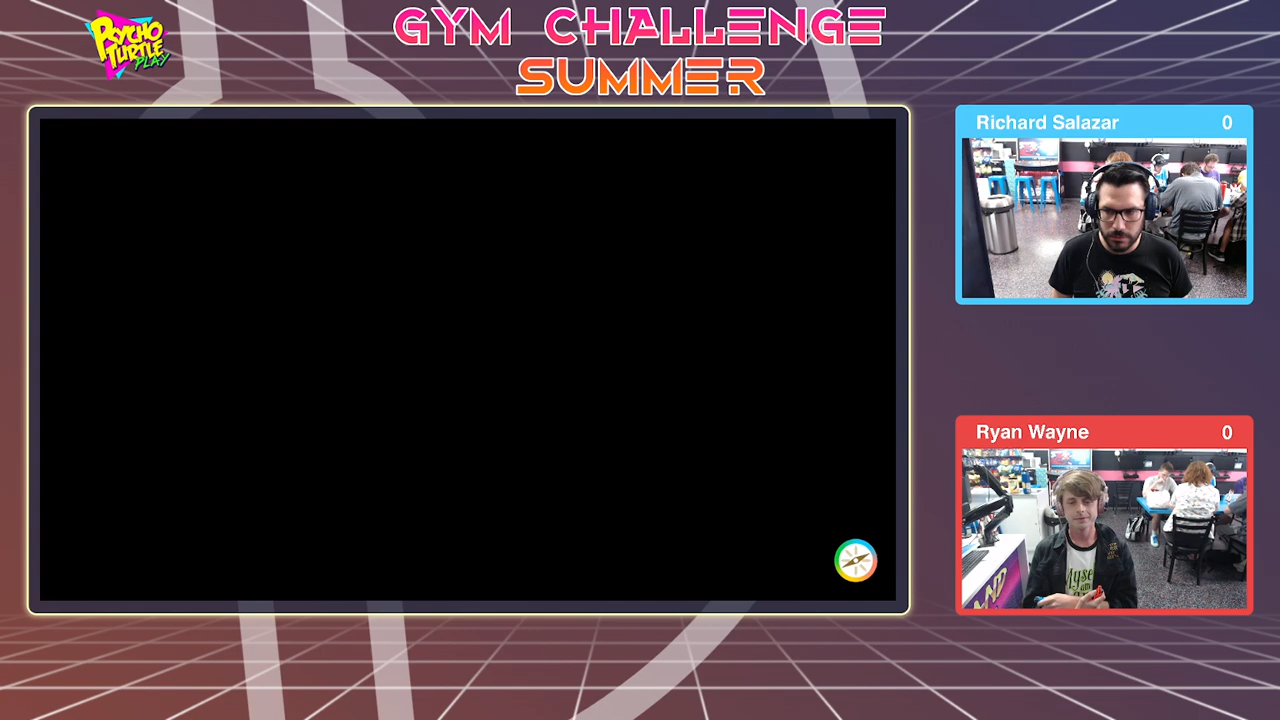 PSYCHO
TURTLE
PLAY
GYM CHALLENGE
SUMMER
Richard Salazar 0
Ryan Wayne 0